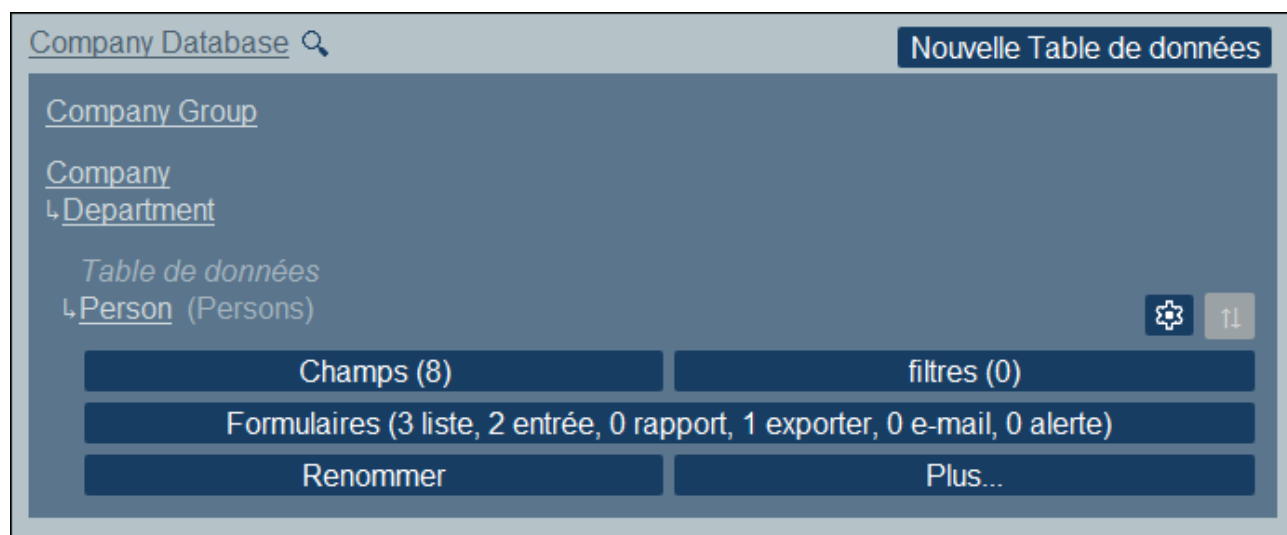 Company Database
Nouvelle Table de données
Company Group
Company
↳Department
Table de données
↳Person (Persons)
Champs (8)
filtres (0)
Formulaires (3 liste, 2 entrée, 0 rapport, 1 exporter, 0 e-mail, 0 alerte)
Renommer
Plus...